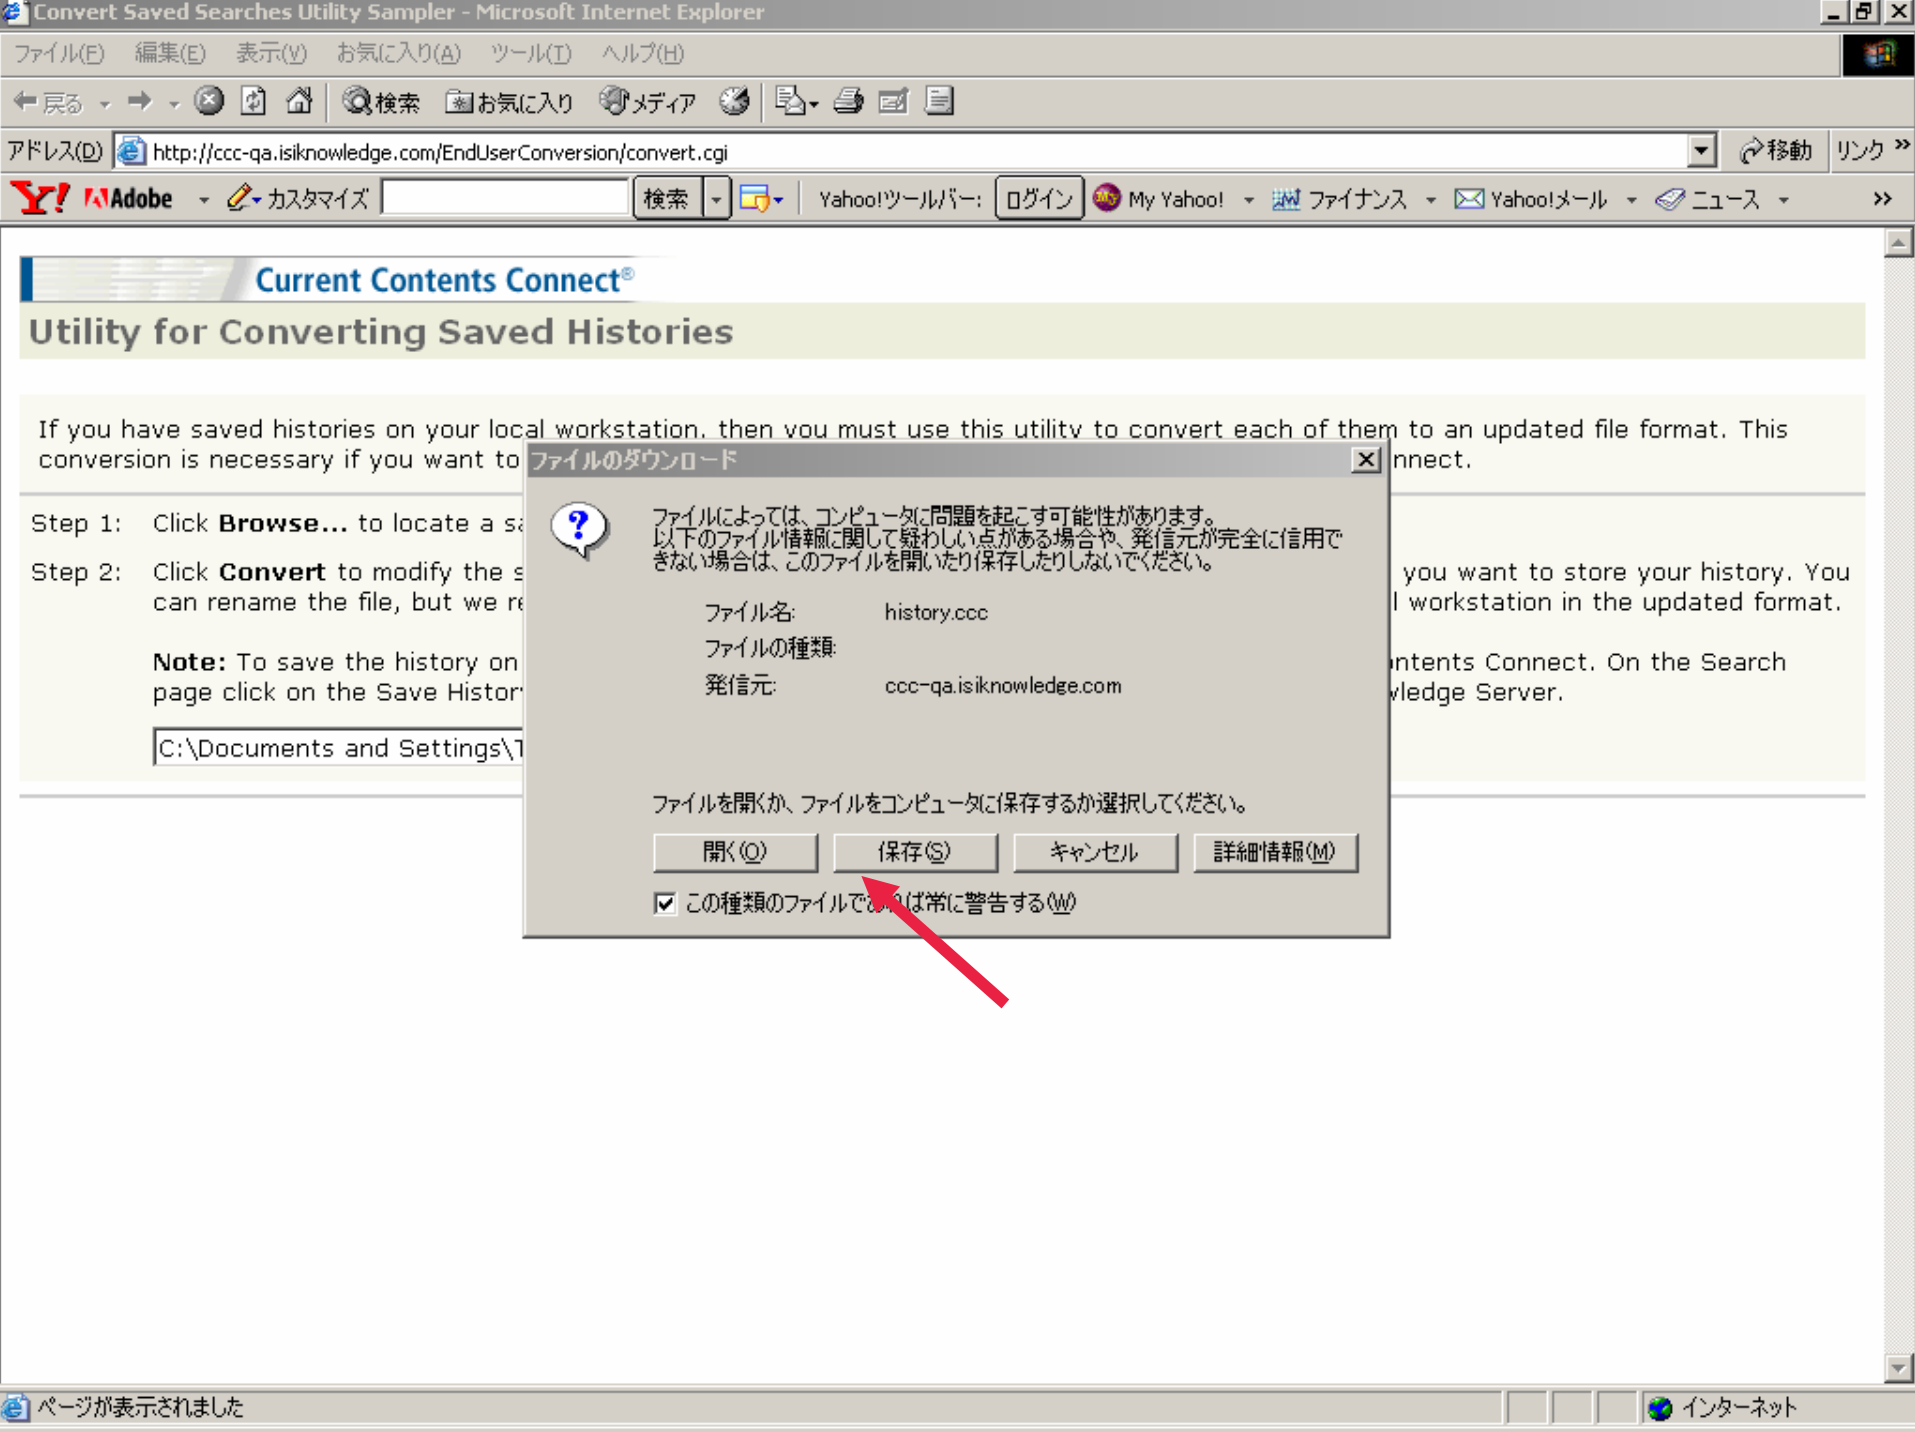 Convert Saved Searches Utility Sampler - Microsoft Internet Explorer
ファイル(F) 編集(E) 表示(V) お気に入り(A) ツール(T) ヘルプ(H)
戻る 検索 お気に入り メディア
アドレス(D) http://ccc-qa.isiknowledge.com/EndUserConversion/convert.cgi 移動 リンク »
Y! Adobe カスタマイズ 検索 Yahoo!ツールバー: ログイン My Yahoo! ファイナンス Yahoo!メール ニュース »
Current Contents Connect®
Utility for Converting Saved Histories
If you have saved histories on your local workstation, then you must use this utility to convert each of them to an updated file format. This
conversion is necessary if you want to nnect.
Step 1: Click Browse... to locate a sa
Step 2: Click Convert to modify the s you want to store your history. You
can rename the file, but we re l workstation in the updated format.
Note: To save the history on ntents Connect. On the Search
page click on the Save Histor ledge Server.
C:\Documents and Settings\T
ファイルのダウンロード
ファイルによっては、コンピュータに問題を起こす可能性があります。
以下のファイル情報に関して疑わしい点がある場合や、発信元が完全に信用で
きない場合は、このファイルを開いたり保存したりしないでください。
ファイル名: history.ccc
ファイルの種類:
発信元: ccc-qa.isiknowledge.com
ファイルを開くか、ファイルをコンピュータに保存するか選択してください。
開く(O) 保存(S) キャンセル 詳細情報(M)
この種類のファイルであれば常に警告する(W)
ページが表示されました インターネット